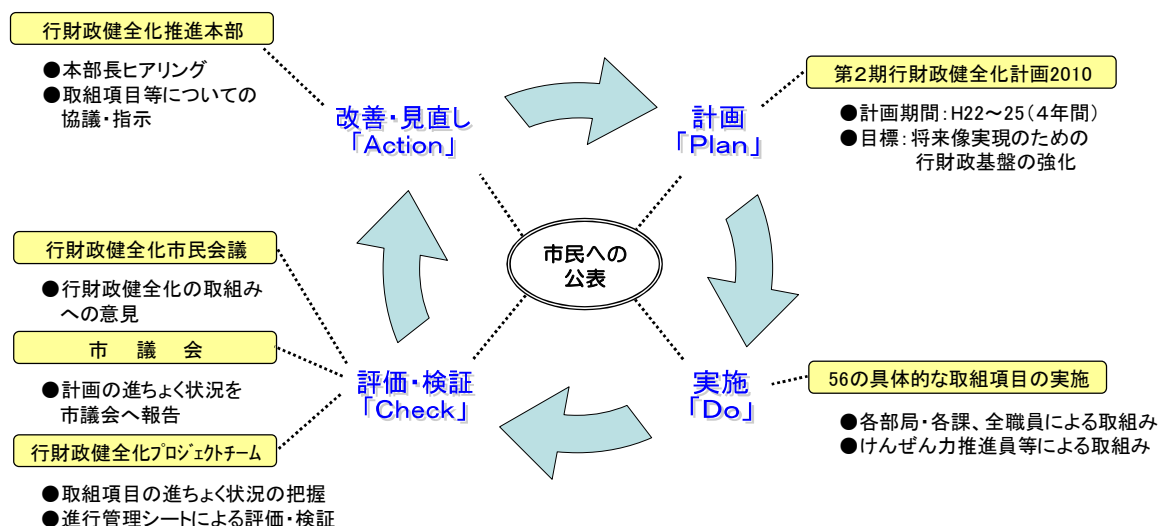 行財政健全化推進本部
●本部長ヒアリング
●取組項目等についての
協議・指示
改善・見直し
「Action」
計画
「Plan」
第2期行財政健全化計画2010
●計画期間:H22～25(4年間)
●目標:将来像実現のための
行財政基盤の強化
市民への
公表
行財政健全化市民会議
●行財政健全化の取組み
への意見
市 議 会
●計画の進ちょく状況を
市議会へ報告
行財政健全化プロジェクトチーム
●取組項目の進ちょく状況の把握
●進行管理シートによる評価・検証
評価・検証
「Check」
実施
「Do」
56の具体的な取組項目の実施
●各部局・各課、全職員による取組み
●けんぜん力推進員等による取組み